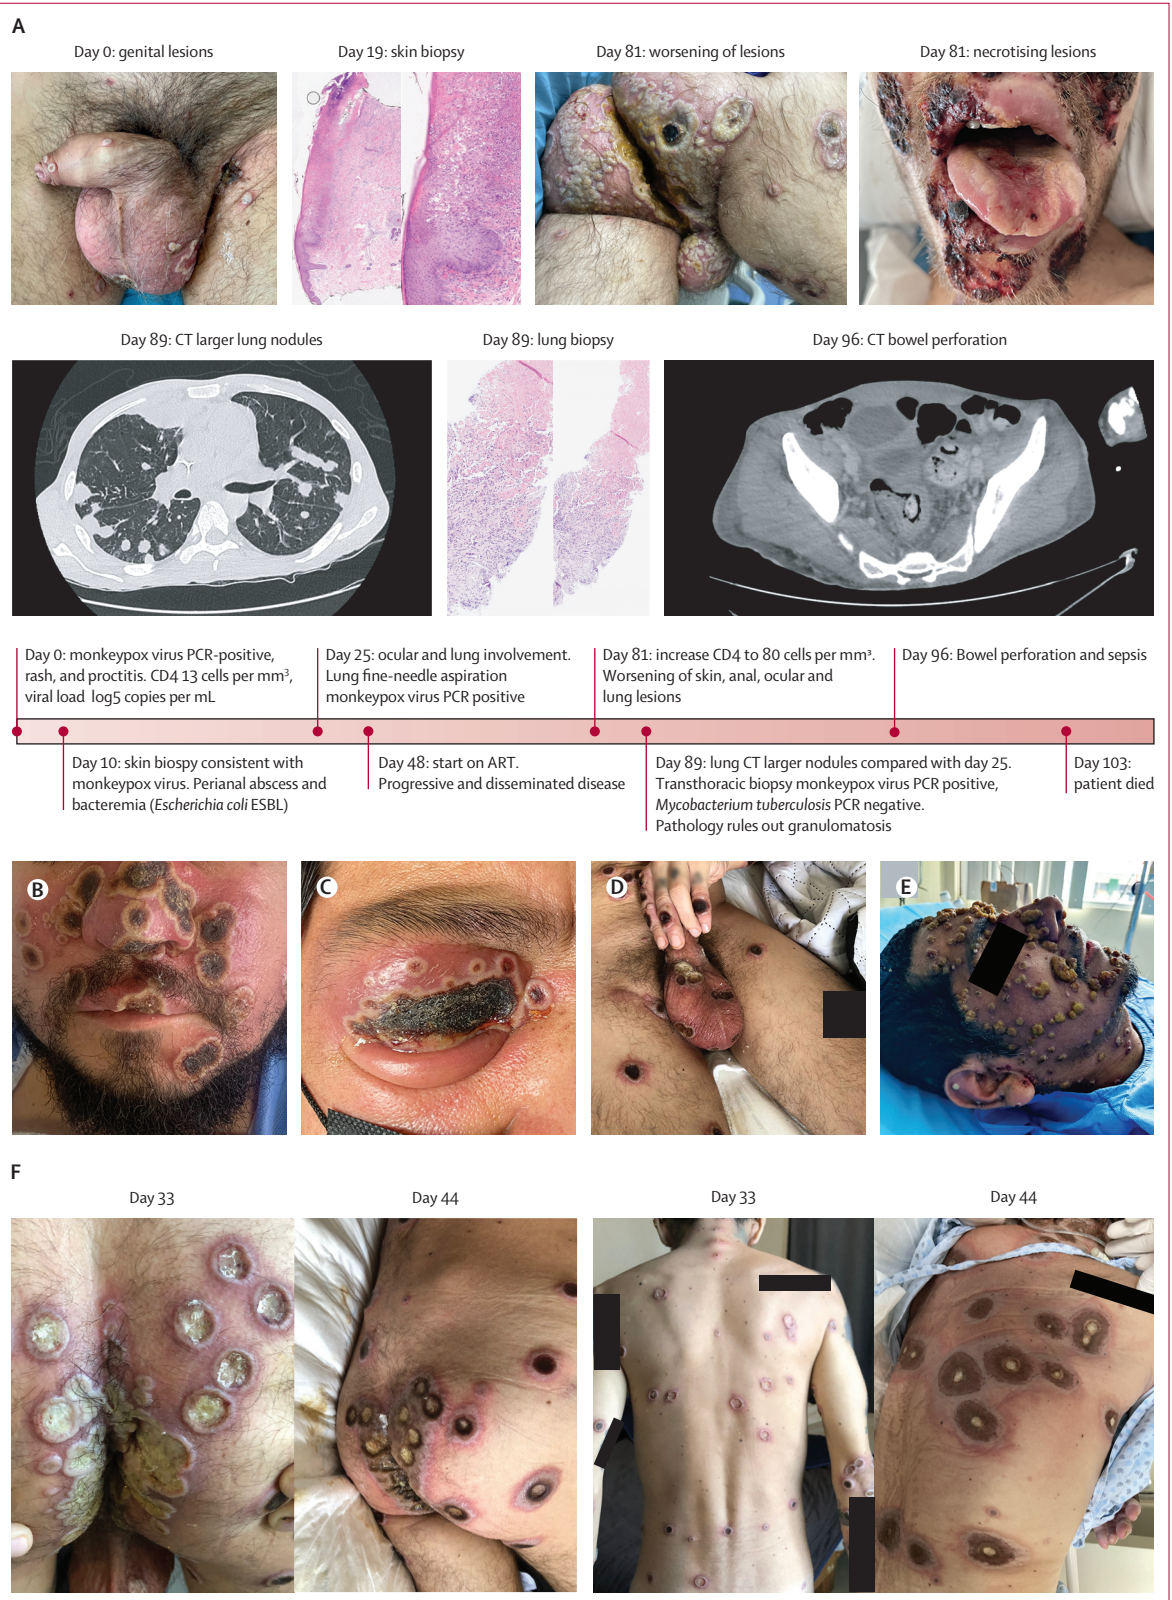 A
Day 0: genital lesions
Day 19: skin biopsy
Day 81: worsening of lesions
Day 81: necrotising lesions
Day 89: CT larger lung nodules
Day 89: lung biopsy
Day 96: CT bowel perforation
Day 0: monkeypox virus PCR-positive,
rash, and proctitis. CD4 13 cells per mm³,
viral load log5 copies per mL
Day 25: ocular and lung involvement.
Lung fine-needle aspiration
monkeypox virus PCR positive
Day 81: increase CD4 to 80 cells per mm³.
Worsening of skin, anal, ocular and
lung lesions
Day 96: Bowel perforation and sepsis
Day 10: skin biospy consistent with
monkeypox virus. Perianal abscess and
bacteremia (Escherichia coli ESBL)
Day 48: start on ART.
Progressive and disseminated disease
Day 89: lung CT larger nodules compared with day 25.
Transthoracic biopsy monkeypox virus PCR positive,
Mycobacterium tuberculosis PCR negative.
Pathology rules out granulomatosis
Day 103:
patient died
B
C
D
E
F
Day 33
Day 44
Day 33
Day 44